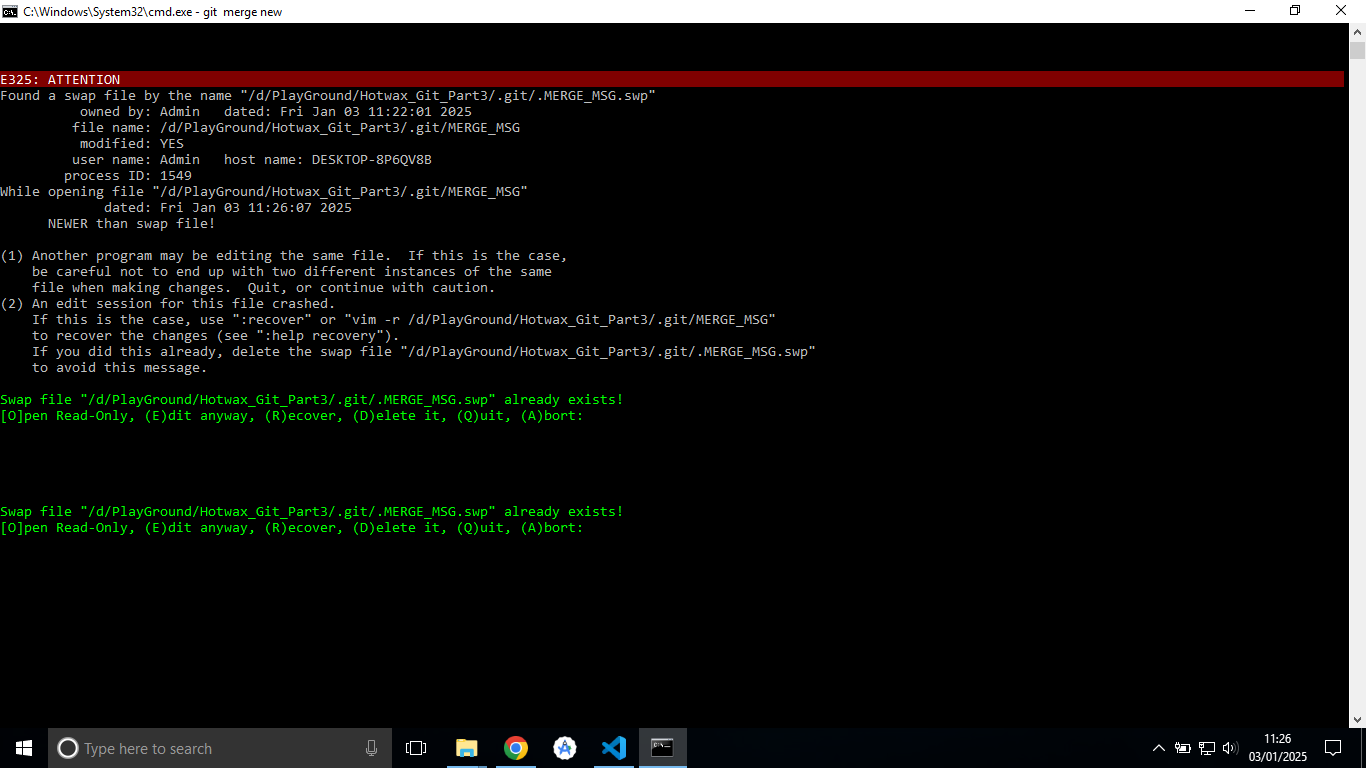 C:\Windows\System32\cmd.exe - git  merge new
E325: ATTENTION
Found a swap file by the name "/d/PlayGround/Hotwax_Git_Part3/.git/.MERGE_MSG.swp"
          owned by: Admin   dated: Fri Jan 03 11:22:01 2025
         file name: /d/PlayGround/Hotwax_Git_Part3/.git/MERGE_MSG
          modified: YES
         user name: Admin   host name: DESKTOP-8P6QV8B
        process ID: 1549
While opening file "/d/PlayGround/Hotwax_Git_Part3/.git/MERGE_MSG"
             dated: Fri Jan 03 11:26:07 2025
      NEWER than swap file!
(1) Another program may be editing the same file.  If this is the case,
    be careful not to end up with two different instances of the same
    file when making changes.  Quit, or continue with caution.
(2) An edit session for this file crashed.
    If this is the case, use ":recover" or "vim -r /d/PlayGround/Hotwax_Git_Part3/.git/MERGE_MSG"
    to recover the changes (see ":help recovery").
    If you did this already, delete the swap file "/d/PlayGround/Hotwax_Git_Part3/.git/.MERGE_MSG.swp"
    to avoid this message.
Swap file "/d/PlayGround/Hotwax_Git_Part3/.git/.MERGE_MSG.swp" already exists!
[O]pen Read-Only, (E)dit anyway, (R)ecover, (D)elete it, (Q)uit, (A)bort:
Swap file "/d/PlayGround/Hotwax_Git_Part3/.git/.MERGE_MSG.swp" already exists!
[O]pen Read-Only, (E)dit anyway, (R)ecover, (D)elete it, (Q)uit, (A)bort:
Type here to search
11:26
03/01/2025